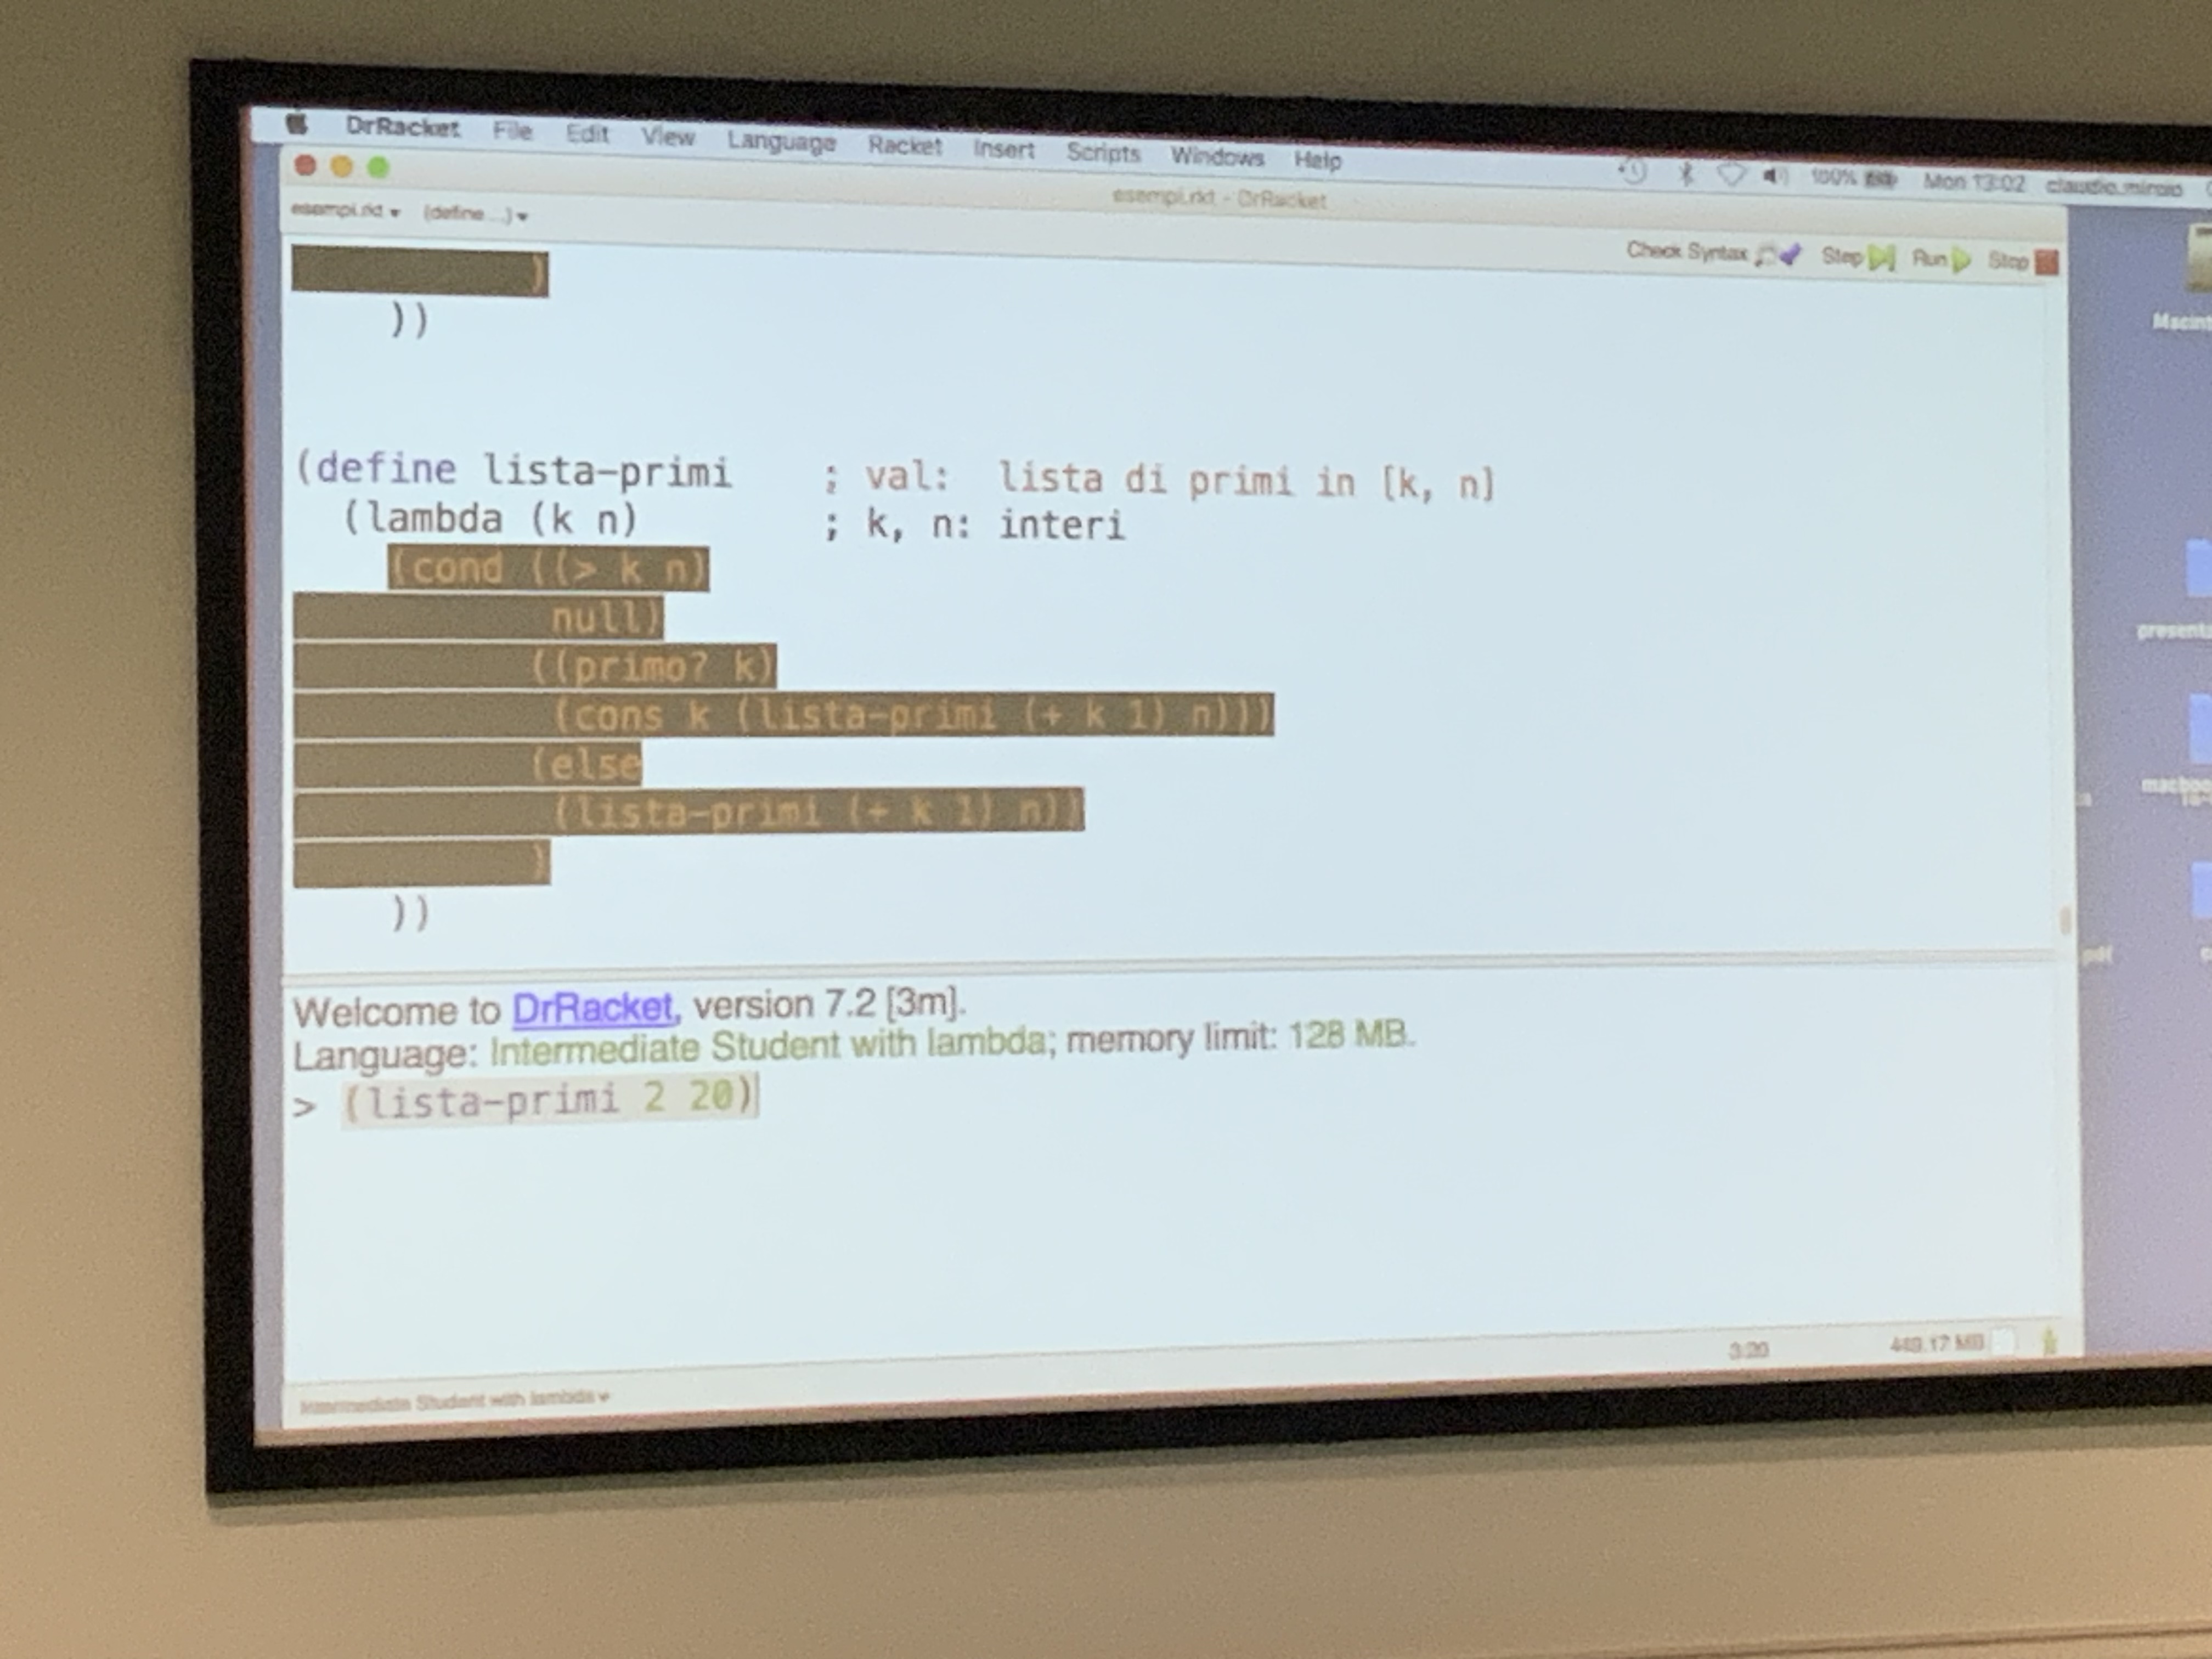 DrRacket File Edit View Language Racket Insert Scripts Windows Help 100% Mon 13:02
esempi.rkt - DrRacket
esempi.rkt (define ...)
Check Syntax Step Run Stop
)
))
(define lista-primi ; val: lista di primi in [k, n]
(lambda (k n) ; k, n: interi
(cond ((> k n)
null)
((primo? k)
(cons k (lista-primi (+ k 1) n)))
(else
(lista-primi (+ k 1) n))
)
))
Welcome to DrRacket, version 7.2 [3m].
Language: Intermediate Student with lambda; memory limit: 128 MB.
> (lista-primi 2 20)
3:20 449.17 MB
Intermediate Student with lambda
Macint
present
pdf